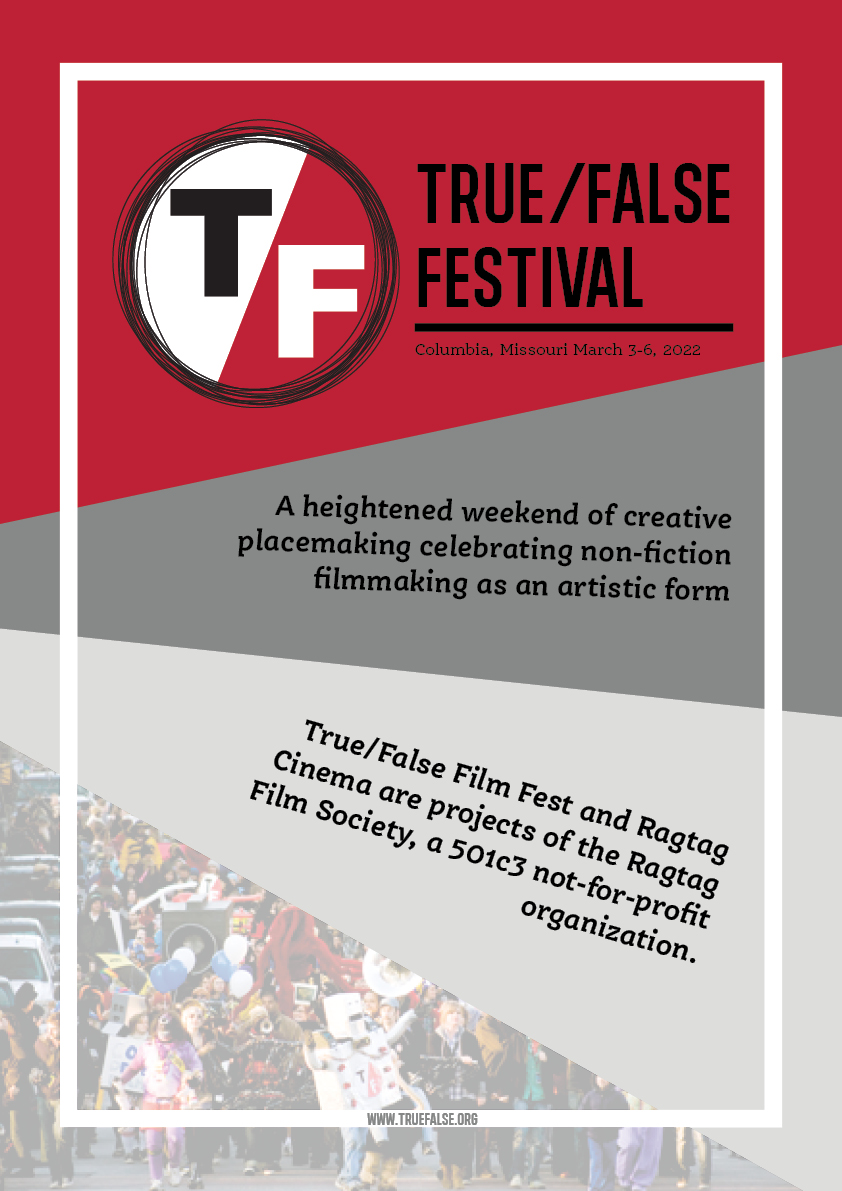 T/F
TRUE/FALSE
FESTIVAL
Columbia, Missouri March 3-6, 2022
A heightened weekend of creative
placemaking celebrating non-fiction
filmmaking as an artistic form
True/False Film Fest and Ragtag
Cinema are projects of the Ragtag
Film Society, a 501c3 not-for-profit
organization.
WWW.TRUEFALSE.ORG